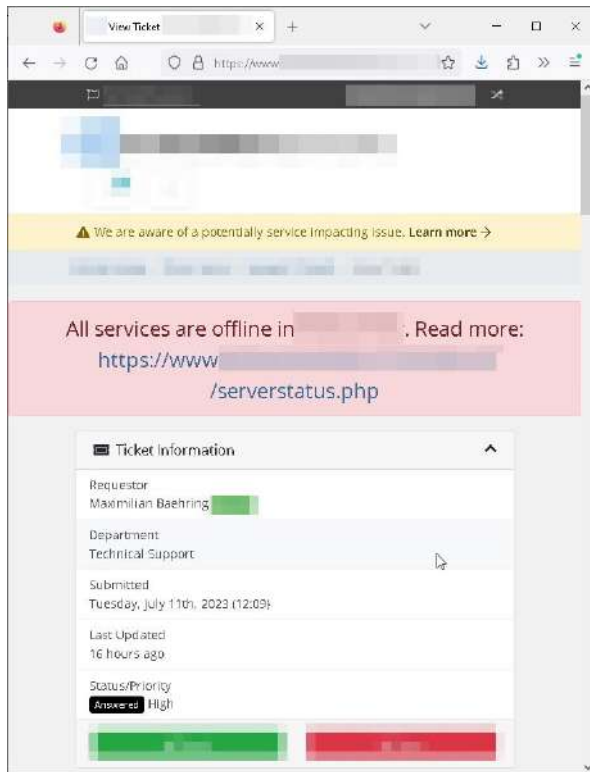 View Ticket
https://www
We are aware of a potentially service impacting issue. Learn more →
All services are offline in . Read more:
https://www
/serverstatus.php
Ticket Information
Requestor
Maximilian Baehring
Department
Technical Support
Submitted
Tuesday, July 11th, 2023 (12:09)
Last Updated
16 hours ago
Status/Priority
Answered High